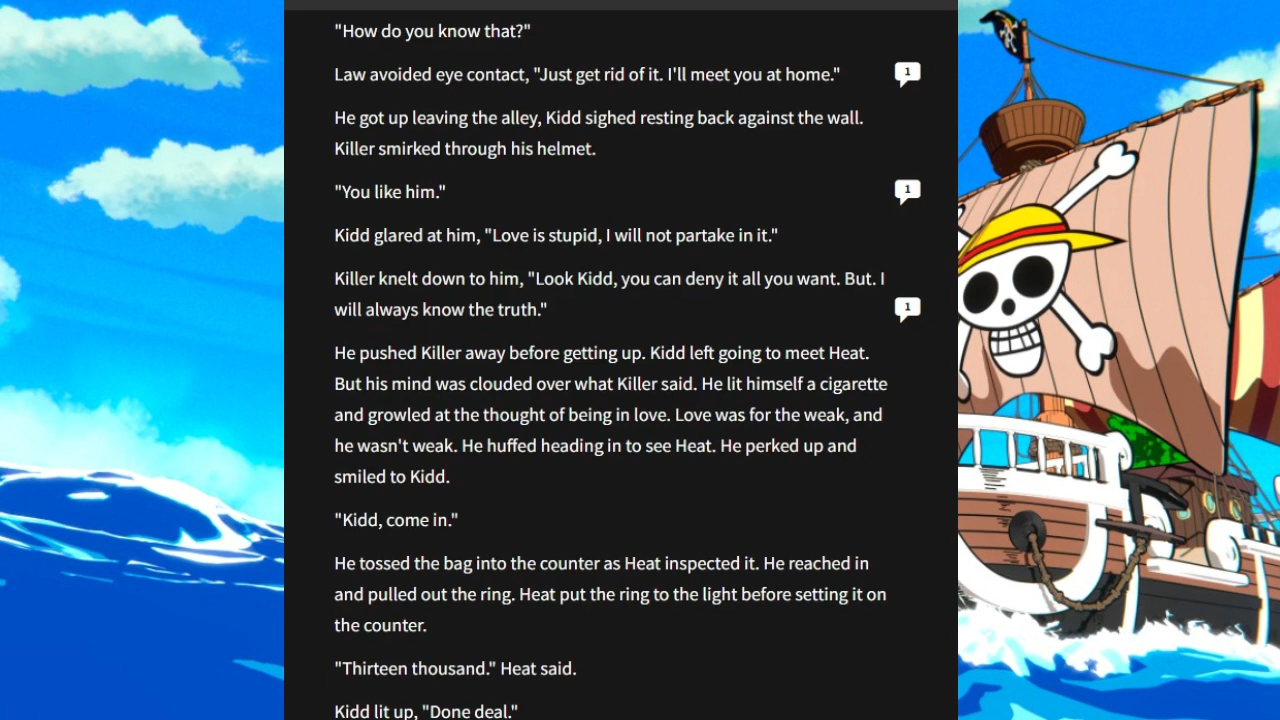 "How do you know that?"
Law avoided eye contact, "Just get rid of it. I'll meet you at home."
1
He got up leaving the alley, Kidd sighed resting back against the wall.
Killer smirked through his helmet.
"You like him."
1
Kidd glared at him, "Love is stupid, I will not partake in it."
Killer knelt down to him, "Look Kidd, you can deny it all you want. But. I
will always know the truth."
1
He pushed Killer away before getting up. Kidd left going to meet Heat.
But his mind was clouded over what Killer said. He lit himself a cigarette
and growled at the thought of being in love. Love was for the weak, and
he wasn't weak. He huffed heading in to see Heat. He perked up and
smiled to Kidd.
"Kidd, come in."
He tossed the bag into the counter as Heat inspected it. He reached in
and pulled out the ring. Heat put the ring to the light before setting it on
the counter.
"Thirteen thousand." Heat said.
Kidd lit up, "Done deal."